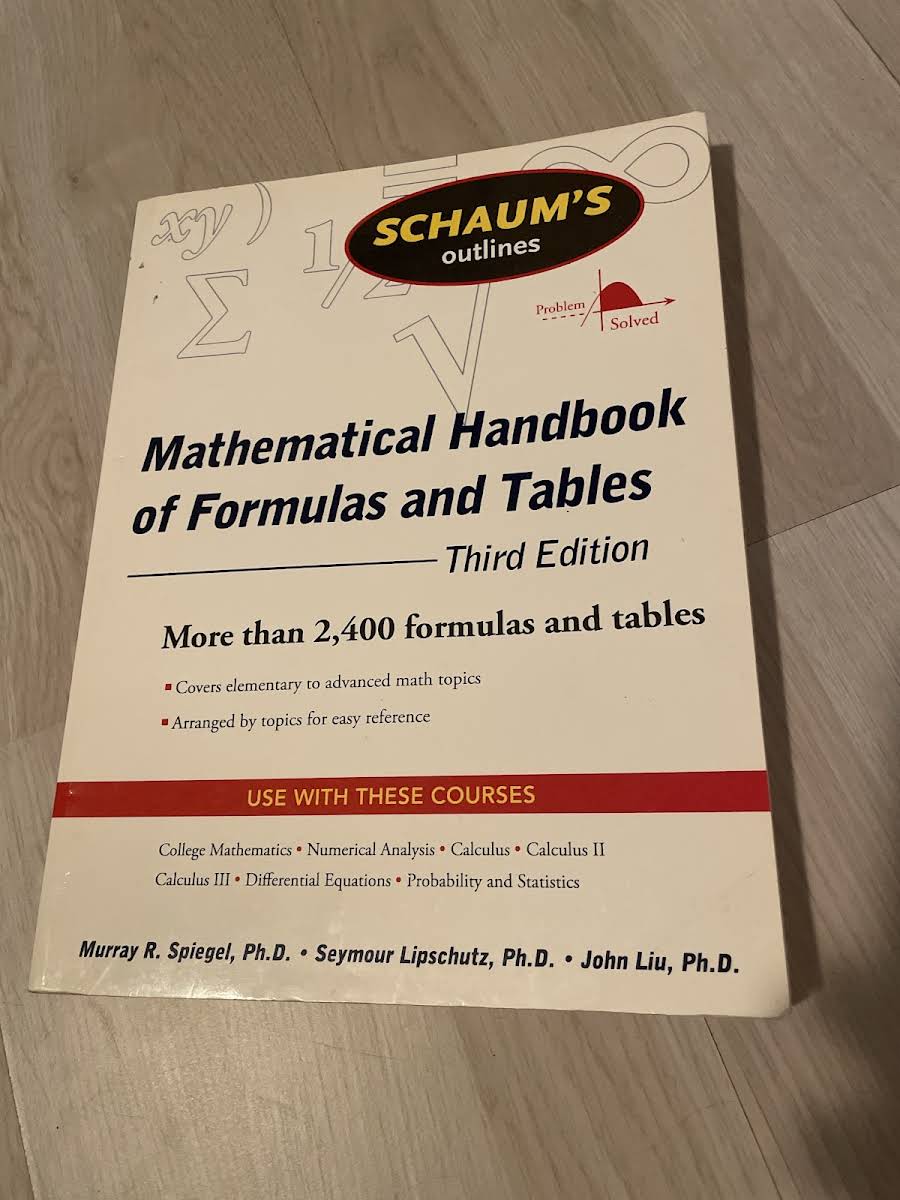 xy )
=
∞
1/2
Σ
√
SCHAUM'S
outlines
Problem
Solved
Mathematical Handbook
of Formulas and Tables
Third Edition
More than 2,400 formulas and tables
▪ Covers elementary to advanced math topics
▪ Arranged by topics for easy reference
USE WITH THESE COURSES
College Mathematics • Numerical Analysis • Calculus • Calculus II
Calculus III • Differential Equations • Probability and Statistics
Murray R. Spiegel, Ph.D. • Seymour Lipschutz, Ph.D. • John Liu, Ph.D.